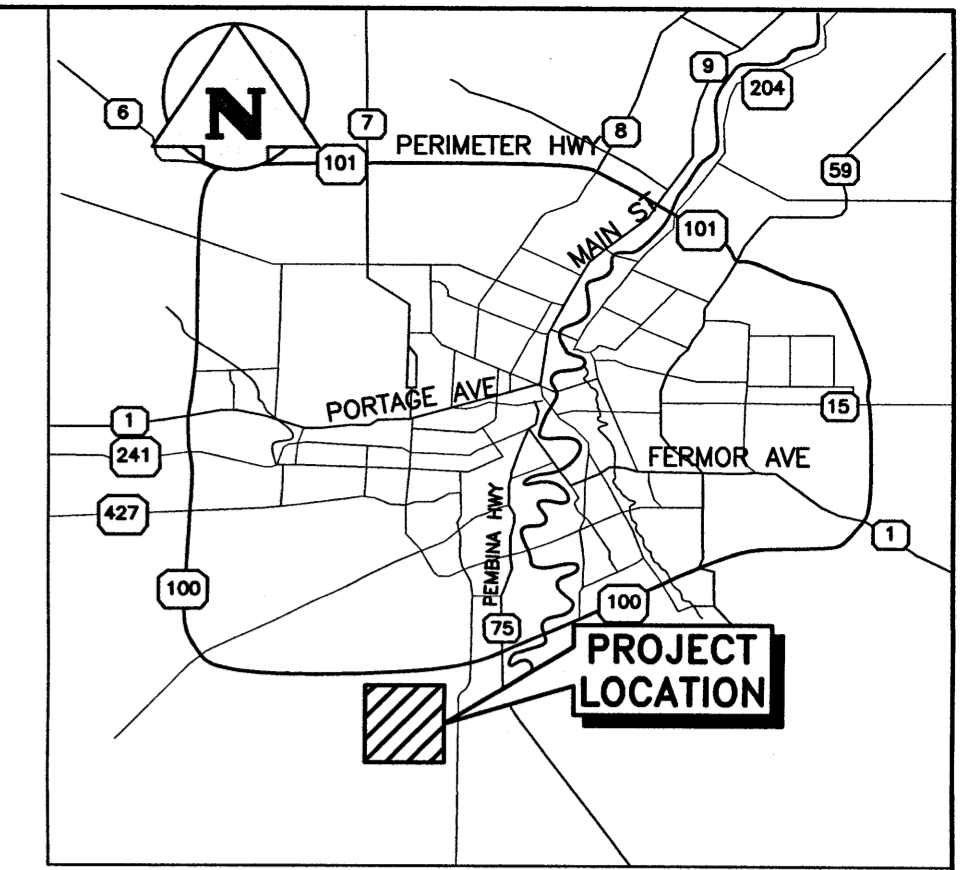 9
204
6
N
7
8
PERIMETER HWY
101
59
MAIN ST
101
PORTAGE AVE
1
15
241
FERMOR AVE
427
PEMBINA HWY
1
100
100
75
PROJECT
LOCATION